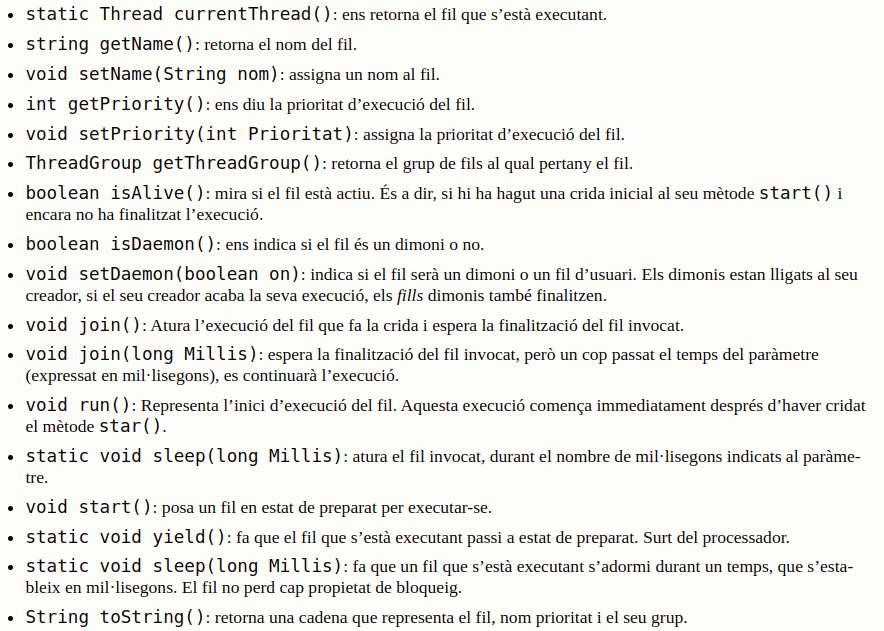 • static Thread currentThread(): ens retorna el fil que s’està executant.
• string getName(): retorna el nom del fil.
• void setName(String nom): assigna un nom al fil.
• int getPriority(): ens diu la prioritat d’execució del fil.
• void setPriority(int Prioritat): assigna la prioritat d’execució del fil.
• ThreadGroup getThreadGroup(): retorna el grup de fils al qual pertany el fil.
• boolean isAlive(): mira si el fil està actiu. És a dir, si hi ha hagut una crida inicial al seu mètode start() i
encara no ha finalitzat l’execució.
• boolean isDaemon(): ens indica si el fil és un dimoni o no.
• void setDaemon(boolean on): indica si el fil serà un dimoni o un fil d’usuari. Els dimonis estan lligats al seu
creador, si el seu creador acaba la seva execució, els fills dimonis també finalitzen.
• void join(): Atura l’execució del fil que fa la crida i espera la finalització del fil invocat.
• void join(long Millis): espera la finalització del fil invocat, però un cop passat el temps del paràmetre
(expressat en mil·lisegons), es continuarà l’execució.
• void run(): Representa l’inici d’execució del fil. Aquesta execució comença immediatament després d’haver cridat
el mètode star().
• static void sleep(long Millis): atura el fil invocat, durant el nombre de mil·lisegons indicats al paràme-
tre.
• void start(): posa un fil en estat de preparat per executar-se.
• static void yield(): fa que el fil que s’està executant passi a estat de preparat. Surt del processador.
• static void sleep(long Millis): fa que un fil que s’està executant s’adormi durant un temps, que s’esta-
bleix en mil·lisegons. El fil no perd cap propietat de bloqueig.
• String toString(): retorna una cadena que representa el fil, nom prioritat i el seu grup.